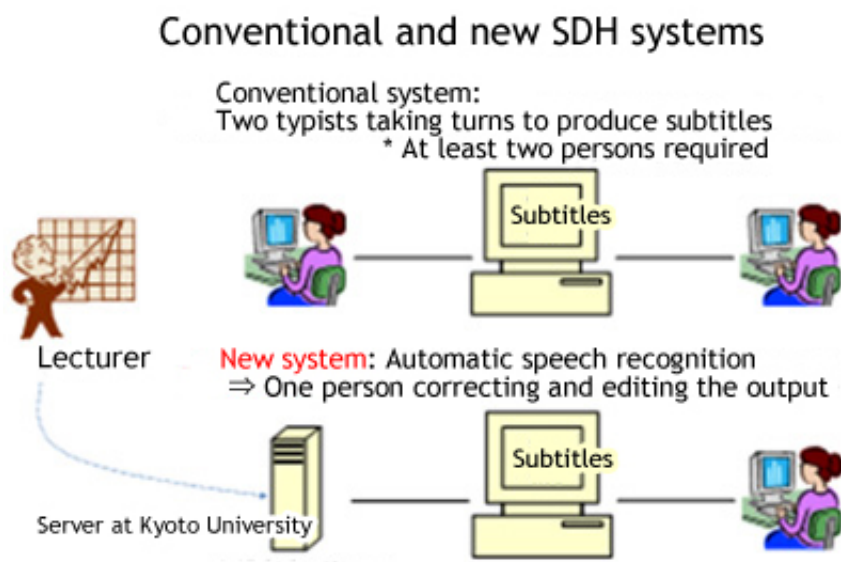 Conventional and new SDH systems
Conventional system:
Two typists taking turns to produce subtitles
* At least two persons required
Subtitles
Lecturer
New system: Automatic speech recognition
⇒ One person correcting and editing the output
Subtitles
Server at Kyoto University